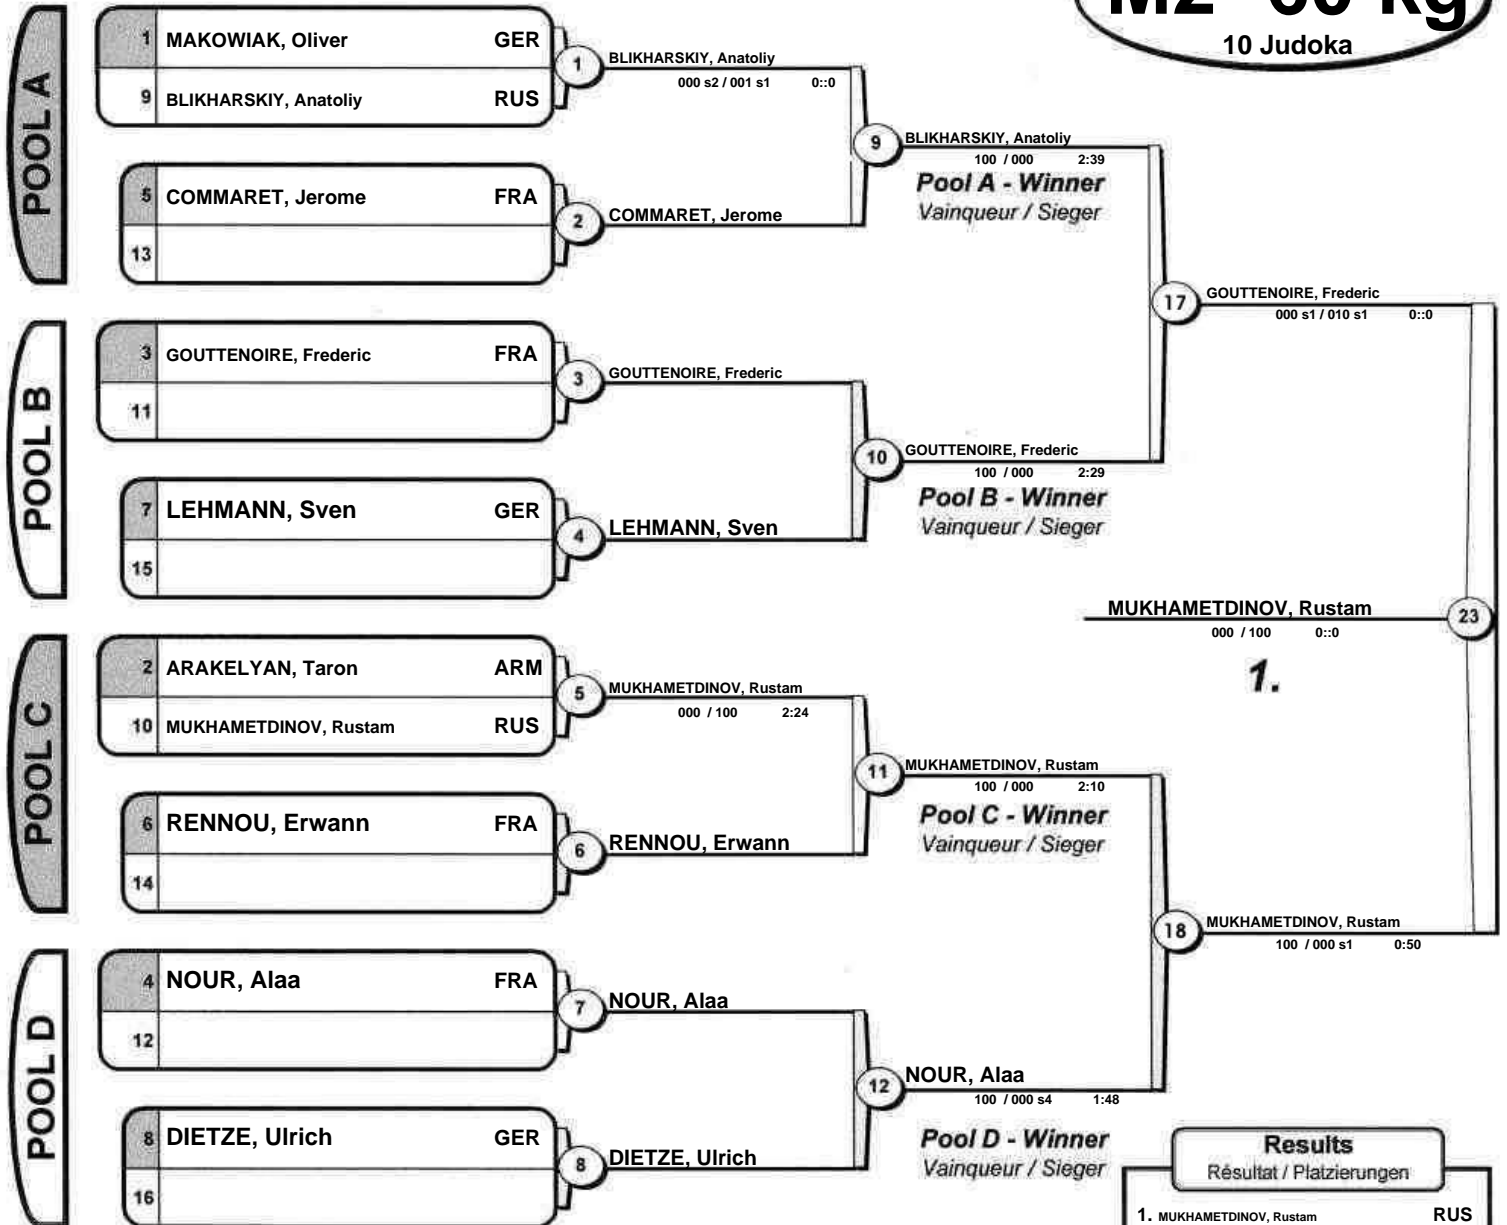 M2 -60 kg
10 Judoka
POOL A
1 MAKOWIAK, Oliver GER
9 BLIKHARSKIY, Anatoliy RUS
1 BLIKHARSKIY, Anatoliy
000 s2 / 001 s1 0::0
5 COMMARET, Jerome FRA
13
2 COMMARET, Jerome
9 BLIKHARSKIY, Anatoliy
100 / 000 2:39
Pool A - Winner
Vainqueur / Sieger
POOL B
3 GOUTTENOIRE, Frederic FRA
11
3 GOUTTENOIRE, Frederic
7 LEHMANN, Sven GER
15
4 LEHMANN, Sven
10 GOUTTENOIRE, Frederic
100 / 000 2:29
Pool B - Winner
Vainqueur / Sieger
17 GOUTTENOIRE, Frederic
000 s1 / 010 s1 0::0
MUKHAMETDINOV, Rustam 23
000 / 100 0::0
1.
POOL C
2 ARAKELYAN, Taron ARM
10 MUKHAMETDINOV, Rustam RUS
5 MUKHAMETDINOV, Rustam
000 / 100 2:24
6 RENNOU, Erwann FRA
14
6 RENNOU, Erwann
11 MUKHAMETDINOV, Rustam
100 / 000 2:10
Pool C - Winner
Vainqueur / Sieger
18 MUKHAMETDINOV, Rustam
100 / 000 s1 0:50
POOL D
4 NOUR, Alaa FRA
12
7 NOUR, Alaa
8 DIETZE, Ulrich GER
16
8 DIETZE, Ulrich
12 NOUR, Alaa
100 / 000 s4 1:48
Pool D - Winner
Vainqueur / Sieger
Results
Résultat / Platzierungen
1. MUKHAMETDINOV, Rustam RUS